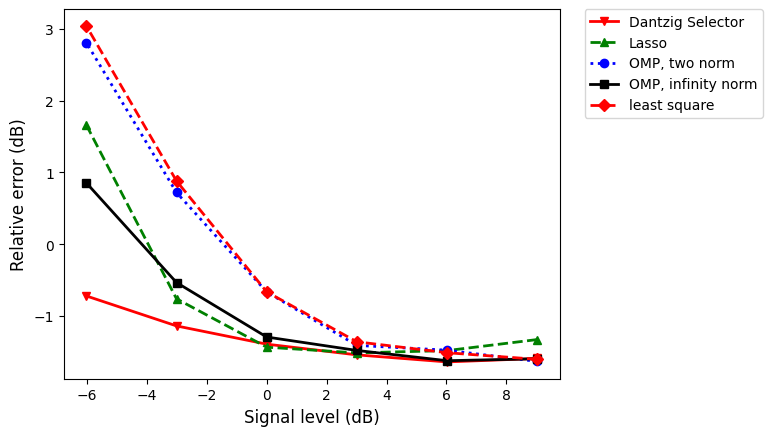 Dantzig Selector
Lasso
OMP, two norm
OMP, infinity norm
least square
Relative error (dB)
3
2
1
0
−1
−6
−4
−2
0
2
4
6
8
Signal level (dB)